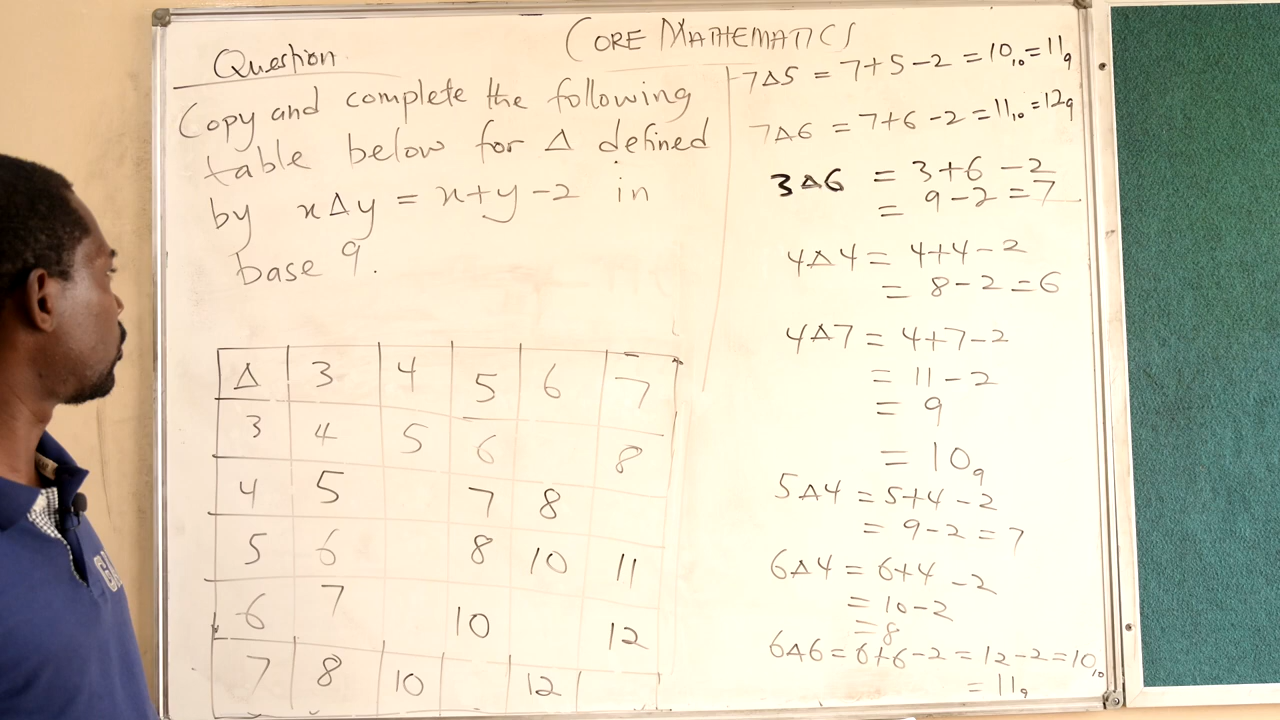 CORE MATHEMATICS
Question
Copy and complete the following
table below for Δ defined
by xΔy = x+y-2 in
base 9.
Δ 3 4 5 6 7
3 4 5 6 8
4 5 7 8
5 6 8 10 11
6 7 10 12
7 8 10 12
7Δ5 = 7+5-2 = 10₁₀ = 11₉
7Δ6 = 7+6-2 = 11₁₀ = 12₉
3Δ6 = 3+6-2
= 9-2 = 7
4Δ4 = 4+4-2
= 8-2 = 6
4Δ7 = 4+7-2
= 11-2
= 9
= 10₉
5Δ4 = 5+4-2
= 9-2 = 7
6Δ4 = 6+4-2
= 10-2
= 8
6Δ6 = 6+6-2 = 12-2 = 10₁₀
= 11₉